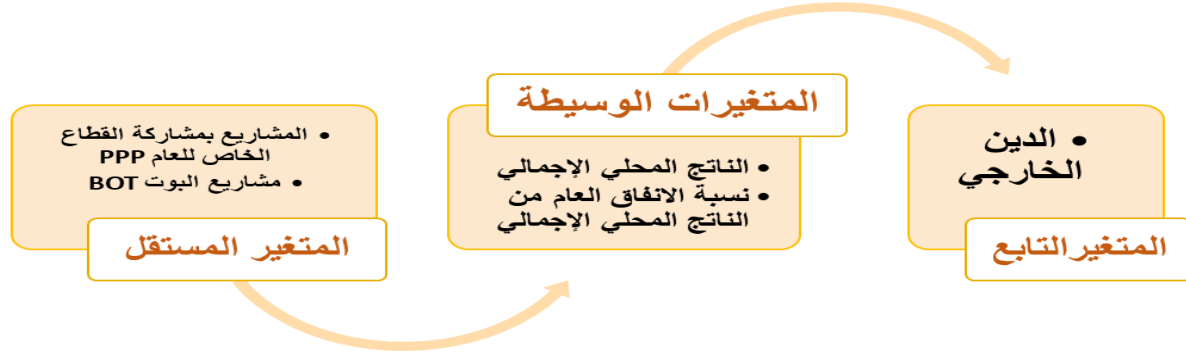 • المشاريع بمشاركة القطاع
الخاص للعام PPP
• مشاريع البوت BOT
المتغير المستقل
المتغيرات الوسيطة
• الناتج المحلي الإجمالي
• نسبة الانفاق العام من
الناتج المحلي الإجمالي
• الدين
الخارجي
المتغيرالتابع